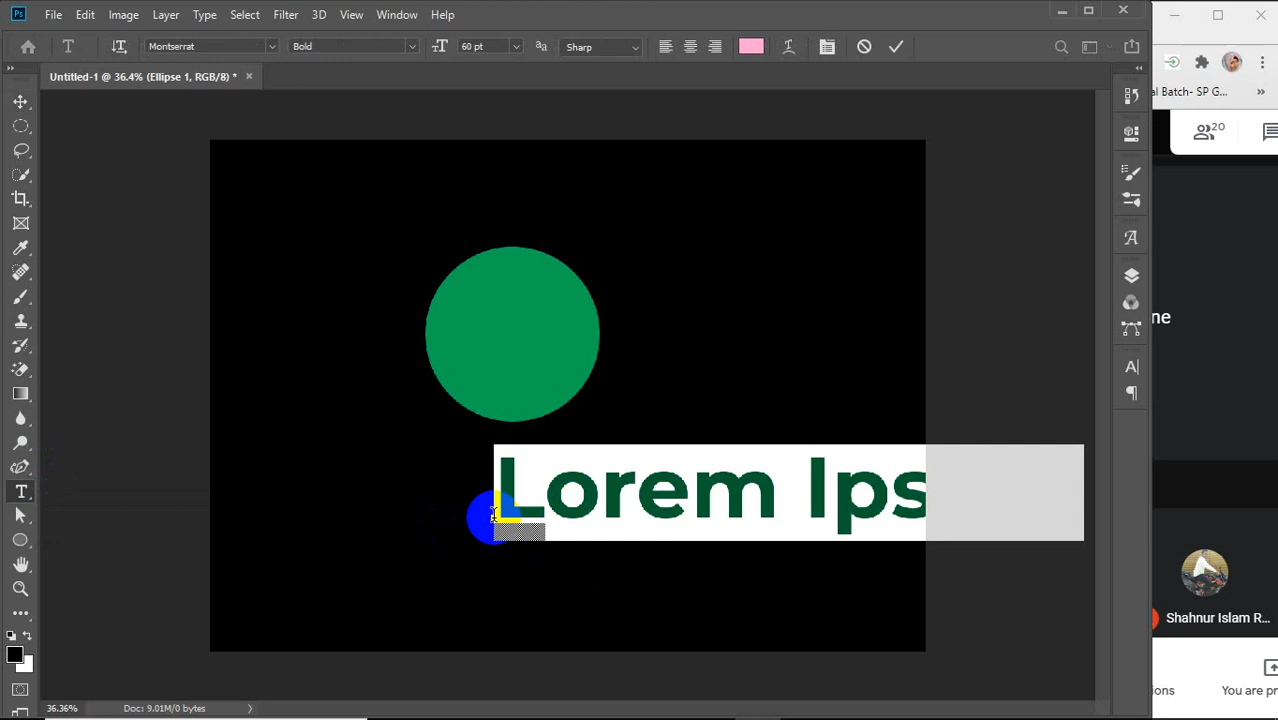 Ps File Edit Image Layer Type Select Filter 3D View Window Help
T Montserrat Bold 60 pt Sharp
Untitled-1 @ 36.4% (Ellipse 1, RGB/8) *
al Batch- SP G...
20
ne
Lorem Ips
Shahnur Islam R...
ions You are pr
36.36% Doc: 9.01M/0 bytes